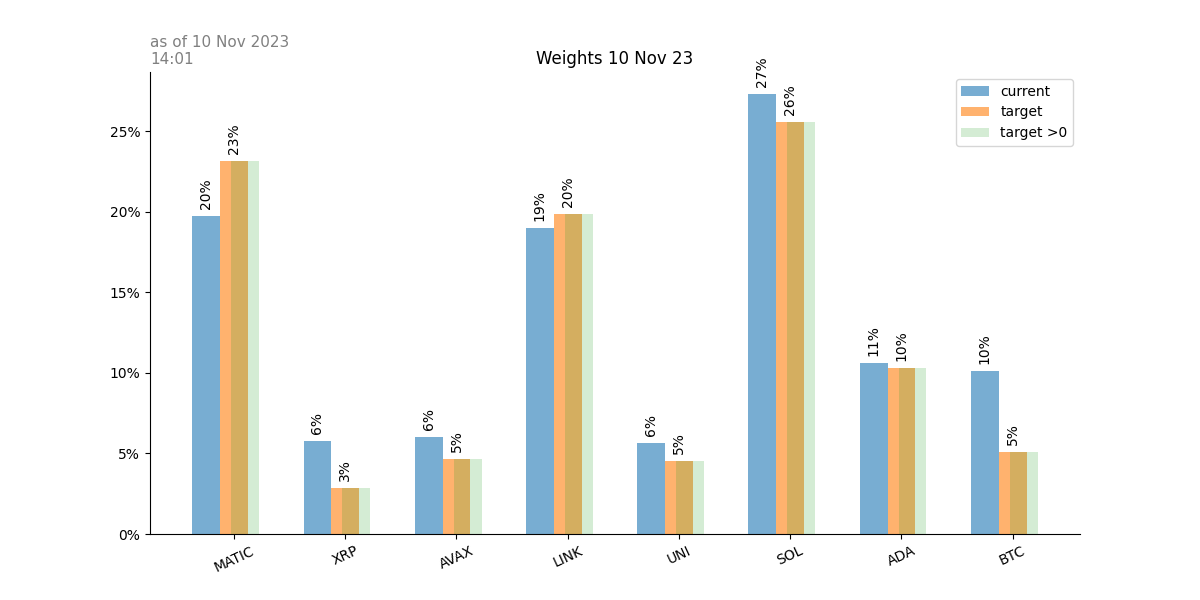 as of 10 Nov 2023
14:01
Weights 10 Nov 23
current
target
target >0
25%
20%
15%
10%
5%
0%
20%
23%
6%
3%
6%
5%
19%
20%
6%
5%
27%
26%
11%
10%
10%
5%
MATIC
XRP
AVAX
LINK
UNI
SOL
ADA
BTC